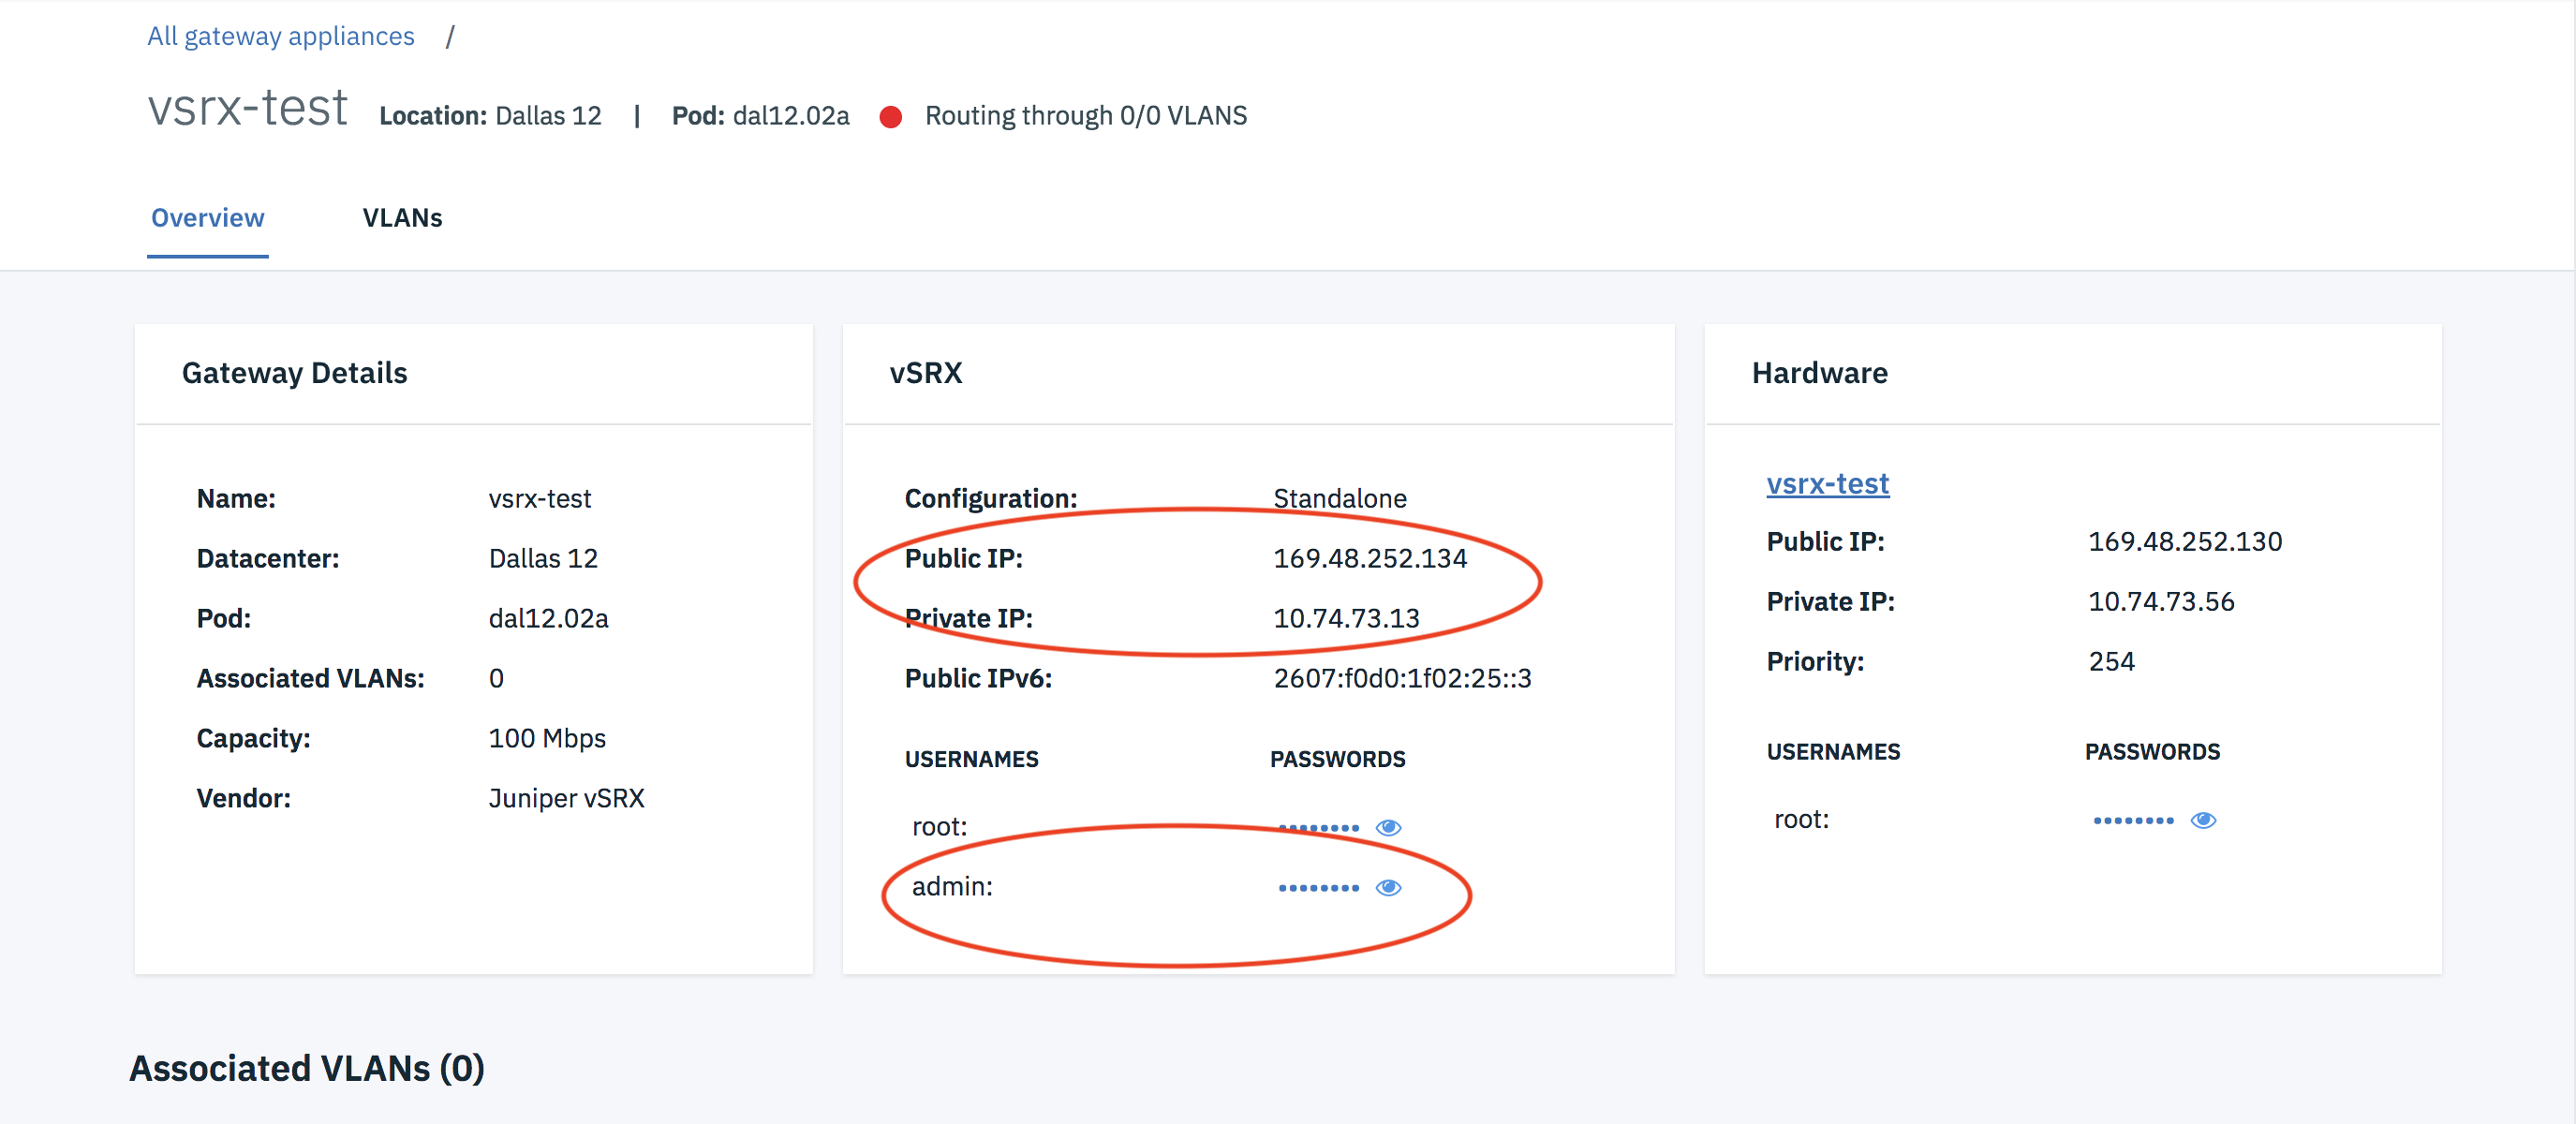 All gateway appliances /
vsrx-test Location: Dallas 12 | Pod: dal12.02a Routing through 0/0 VLANS
Overview VLANs
Gateway Details
Name: vsrx-test
Datacenter: Dallas 12
Pod: dal12.02a
Associated VLANs: 0
Capacity: 100 Mbps
Vendor: Juniper vSRX
vSRX
Configuration: Standalone
Public IP: 169.48.252.134
Private IP: 10.74.73.13
Public IPv6: 2607:f0d0:1f02:25::3
USERNAMES PASSWORDS
root: ••••••••
admin: ••••••••
Hardware
vsrx-test
Public IP: 169.48.252.130
Private IP: 10.74.73.56
Priority: 254
USERNAMES PASSWORDS
root: ••••••••
Associated VLANs (0)